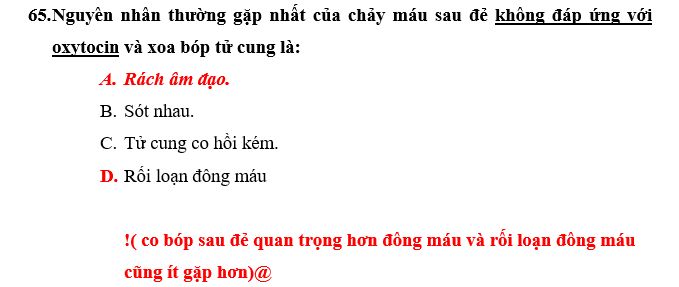 65.Nguyên nhân thường gặp nhất của chảy máu sau đẻ không đáp ứng với
oxytocin và xoa bóp tử cung là:
A. Rách âm đạo.
B. Sót nhau.
C. Tử cung co hồi kém.
D. Rối loạn đông máu
!( co bóp sau đẻ quan trọng hơn đông máu và rối loạn đông máu
cũng ít gặp hơn)@